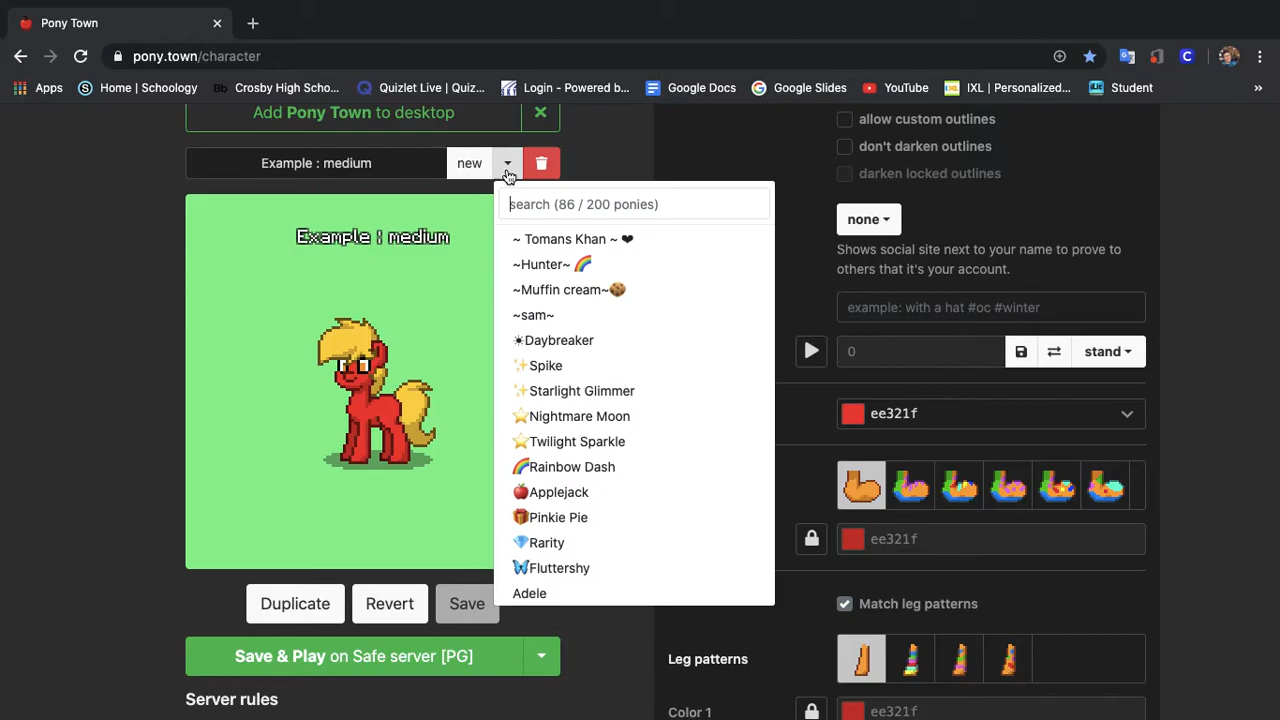 Pony Town
pony.town/character
Apps
Home | Schoology
Bb Crosby High Scho...
Quizlet Live | Quiz...
Login - Powered b...
Google Docs
Google Slides
YouTube
IXL | Personalized...
Student
»
Add Pony Town to desktop
Example : medium
new
search (86 / 200 ponies)
~ Tomans Khan ~ ❤
~Hunter~ 🌈
~Muffin cream~🍪
~sam~
☀Daybreaker
✨Spike
✨Starlight Glimmer
⭐Nightmare Moon
⭐Twilight Sparkle
🌈Rainbow Dash
🍎Applejack
🎁Pinkie Pie
💎Rarity
🦋Fluttershy
Adele
Example : medium
Duplicate
Revert
Save
Save & Play on Safe server [PG]
Server rules
allow custom outlines
don't darken outlines
darken locked outlines
none
Shows social site next to your name to prove to
others that it's your account.
example: with a hat #oc #winter
0
stand
ee321f
ee321f
Match leg patterns
Leg patterns
Color 1
ee321f